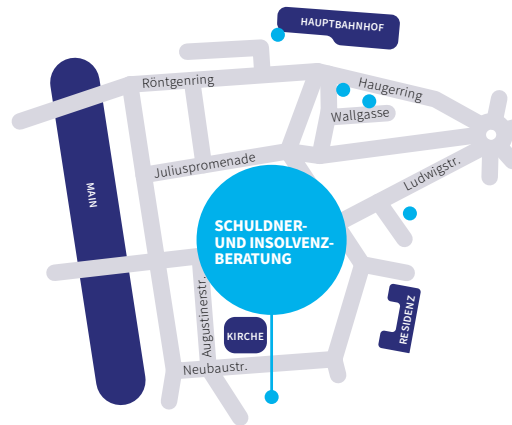 HAUPTBAHNHOF
Röntgenring
Haugerring
Wallgasse
Juliuspromenade
Ludwigstr.
MAIN
SCHULDNER-
UND INSOLVENZ-
BERATUNG
Augustinerstr.
KIRCHE
RESIDENZ
Neubaustr.